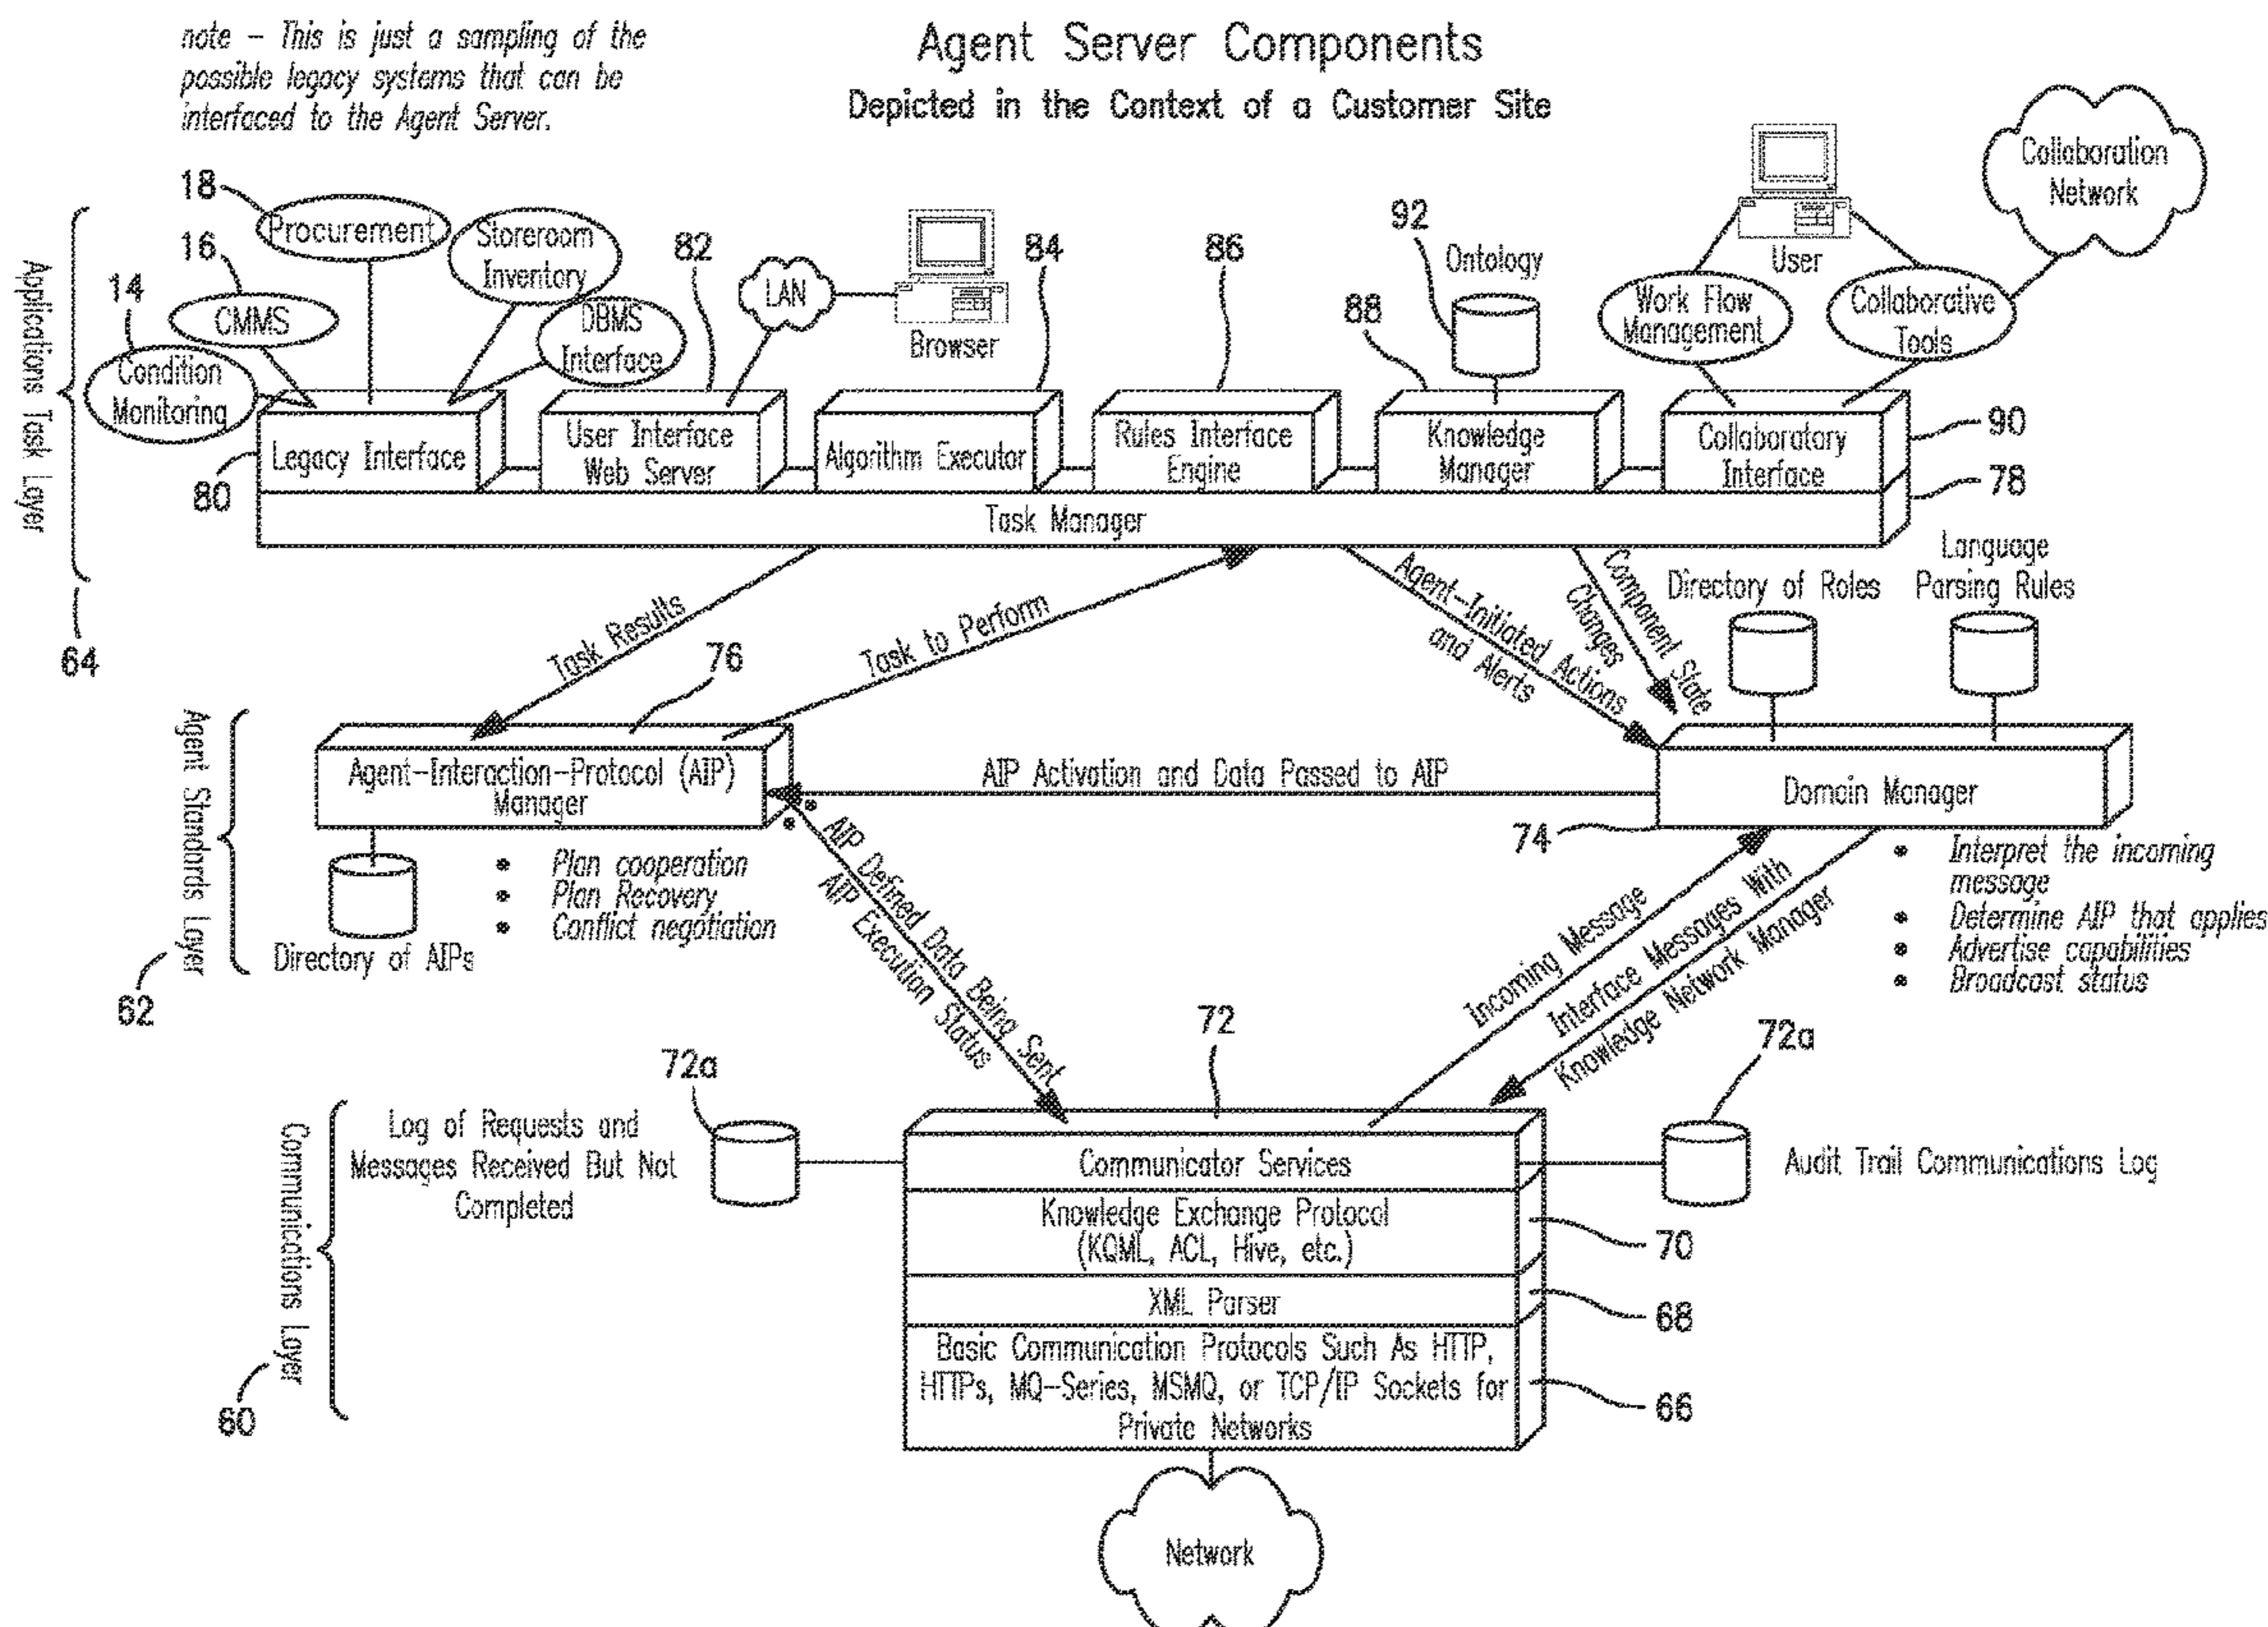 note – This is just a sampling of the
possible legacy systems that can be
interfaced to the Agent Server.
Agent Server Components
Depicted in the Context of a Customer Site
Collaboration
Network
18
Procurement
Storeroom
Inventory
16
CMMS
14
Condition
Monitoring
DBMS
Interface
82
LAN
Browser
84
86
92
Ontology
88
User
Work Flow
Management
Collaborative
Tools
Applications Task Layer
64
Legacy Interface
80
User Interface
Web Server
Algorithm Executor
Rules Interface
Engine
Knowledge
Manager
Collaboratory
Interface
90
78
Task Manager
Task Results
Task to Perform
Agent-Initiated Actions
and Alerts
Component State
Changes
Directory of Roles
Language
Parsing Rules
76
Agent Standards Layer
62
Agent-Interaction-Protocol (AIP)
Manager
AIP Activation and Data Passed to AIP
Domain Manager
74
Directory of AIPs
• Plan cooperation
• Plan Recovery
• Conflict negotiation
AIP Defined Data Being Sent
AIP Execution Status
Incoming Message
Interface Messages With
Knowledge Network Manager
• Interpret the incoming
message
• Determine AIP that applies
• Advertise capabilities
• Broadcast status
Communications Layer
60
Log of Requests and
Messages Received But Not
Completed
72a
72
72a
Audit Trail Communications Log
Communicator Services
Knowledge Exchange Protocol
(KQML, ACL, Hive, etc.)
70
XML Parser
68
Basic Communication Protocols Such As HTTP,
HTTPs, MQ-Series, MSMQ, or TCP/IP Sockets for
Private Networks
66
Network